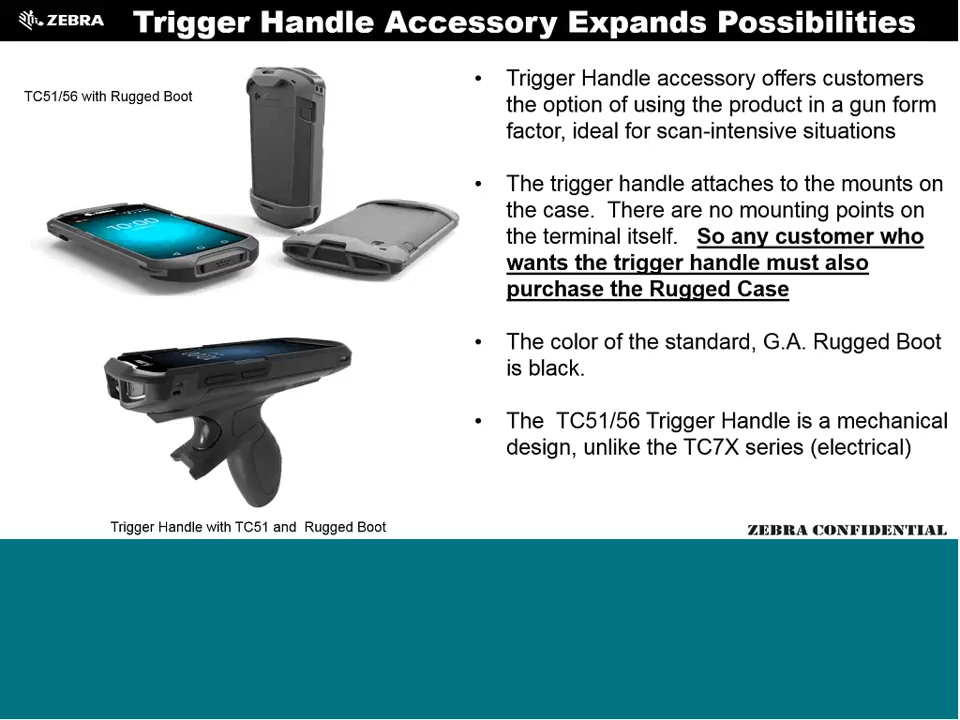 ZEBRA
Trigger Handle Accessory Expands Possibilities
TC51/56 with Rugged Boot
10:00
• Trigger Handle accessory offers customers
the option of using the product in a gun form
factor, ideal for scan-intensive situations
• The trigger handle attaches to the mounts on
the case. There are no mounting points on
the terminal itself. So any customer who
wants the trigger handle must also
purchase the Rugged Case
• The color of the standard, G.A. Rugged Boot
is black.
• The TC51/56 Trigger Handle is a mechanical
design, unlike the TC7X series (electrical)
Trigger Handle with TC51 and Rugged Boot
ZEBRA CONFIDENTIAL